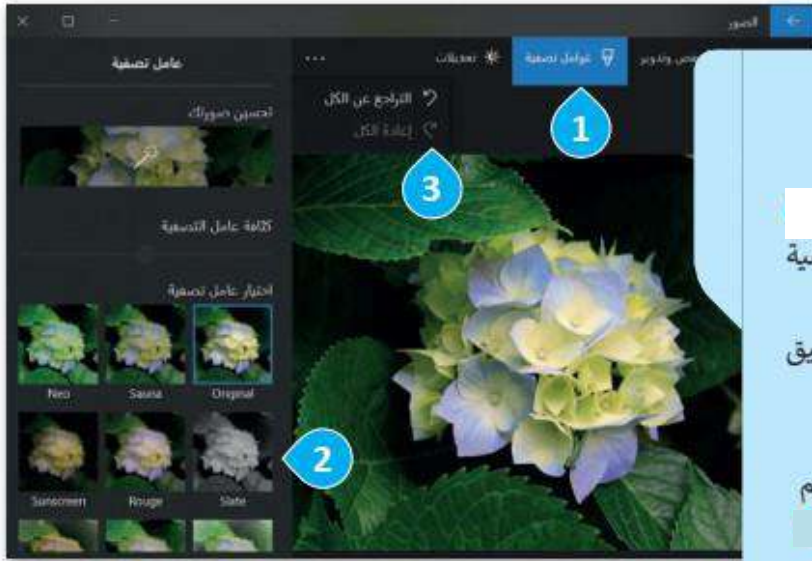 الصور
قص وتدوير
عوامل تصفية
تعديلات
...
عامل تصفية
1
التراجع عن الكل
إعادة الكل
3
تحسين صورتك
كثافة عامل التصفية
اختيار عامل تصفية
Original
Sauna
Neo
2
Slate
Rouge
Sunscreen